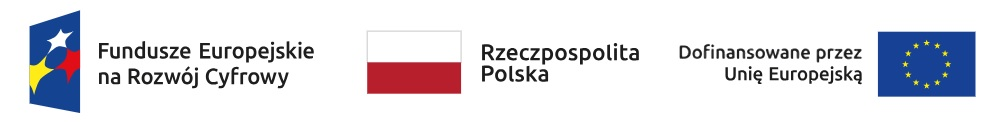 Fundusze Europejskie
na Rozwój Cyfrowy
Rzeczpospolita
Polska
Dofinansowane przez
Unię Europejską